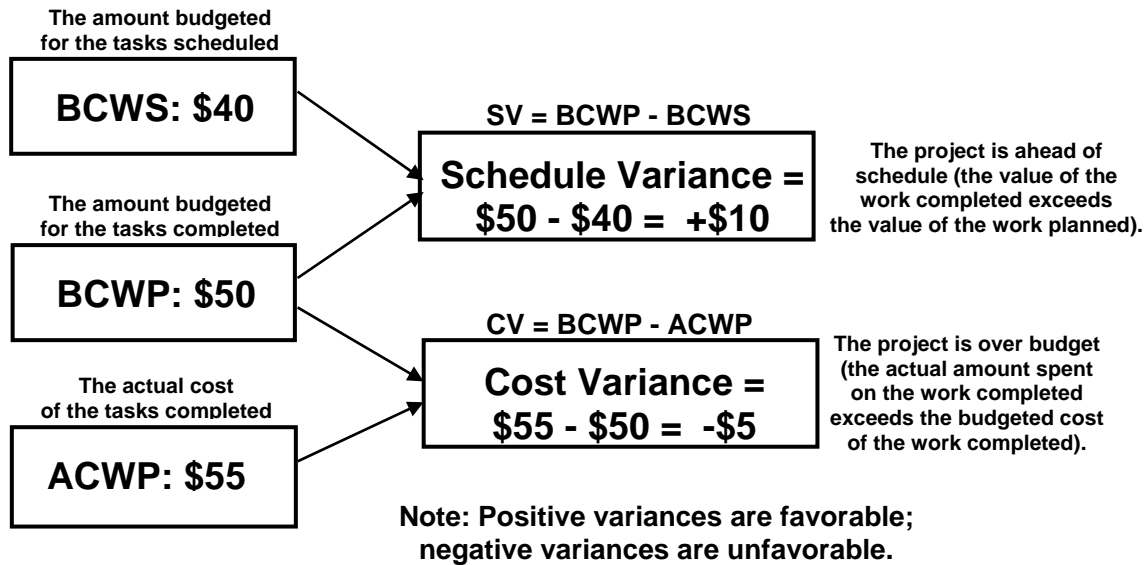 The amount budgeted
for the tasks scheduled
BCWS: $40
The amount budgeted
for the tasks completed
BCWP: $50
The actual cost
of the tasks completed
ACWP: $55
SV = BCWP - BCWS
Schedule Variance =
$50 - $40 = +$10
The project is ahead of
schedule (the value of the
work completed exceeds
the value of the work planned).
CV = BCWP - ACWP
Cost Variance =
$55 - $50 = -$5
The project is over budget
(the actual amount spent
on the work completed
exceeds the budgeted cost
of the work completed).
Note: Positive variances are favorable;
negative variances are unfavorable.